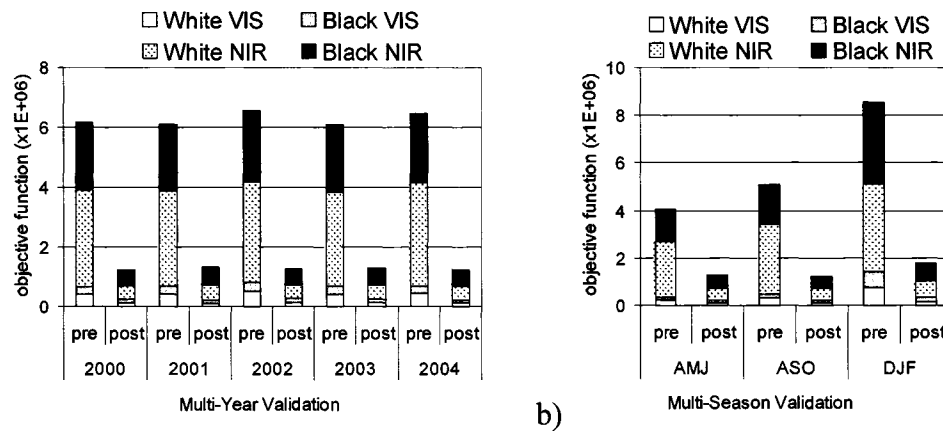 White VIS Black VIS
White NIR Black NIR
objective function (x1E+06)
8
6
4
2
0
pre post pre post pre post pre post pre post
2000 2001 2002 2003 2004
Multi-Year Validation
b)
White VIS Black VIS
White NIR Black NIR
objective function (x1E+06)
10
8
6
4
2
0
pre post pre post pre post
AMJ ASO DJF
Multi-Season Validation